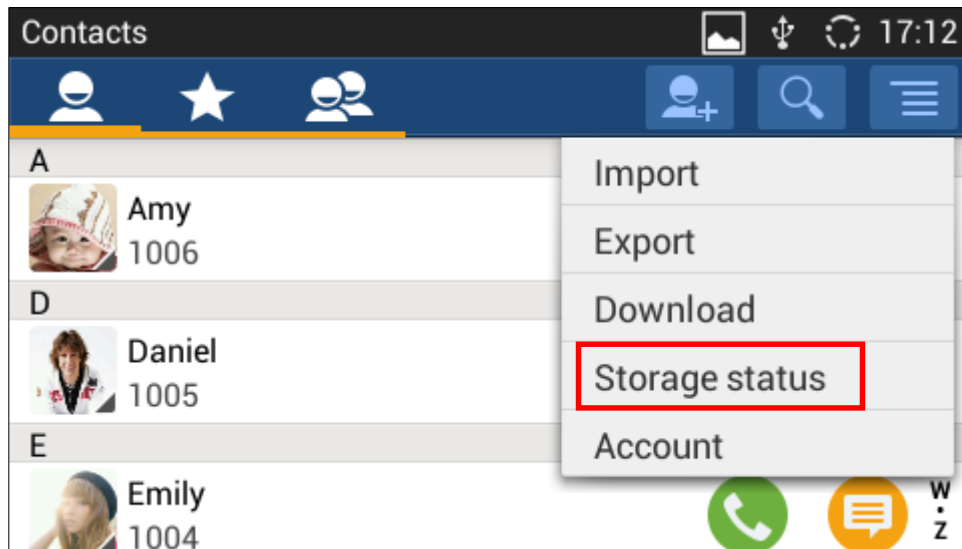 Contacts 17:12
A
Amy
1006
D
Daniel
1005
E
Emily
1004
Import
Export
Download
Storage status
Account
W
Z